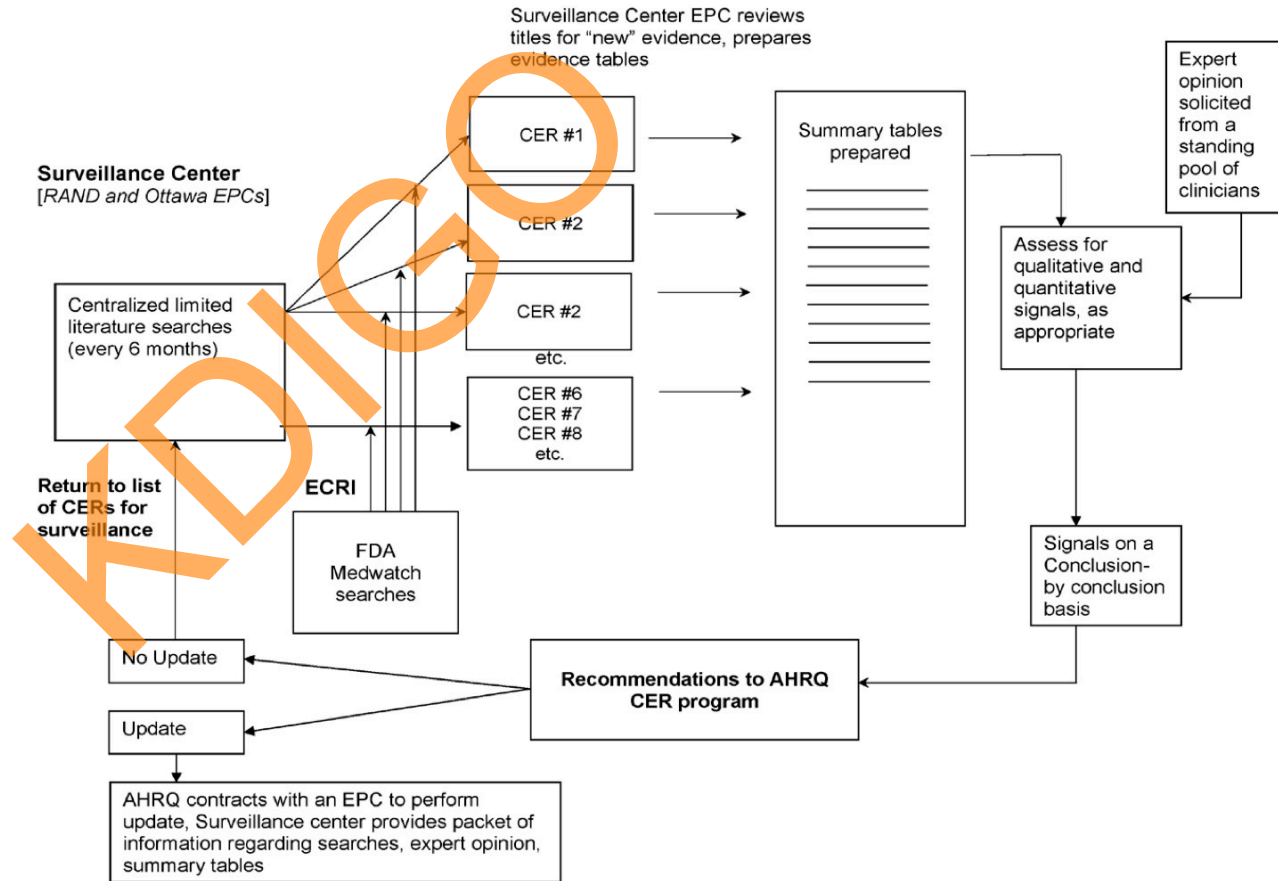 Surveillance Center EPC reviews
titles for “new” evidence, prepares
evidence tables
Expert
opinion
solicited
from a
standing
pool of
clinicians
Surveillance Center
[RAND and Ottawa EPCs]
CER #1
CER #2
CER #2
etc.
CER #6
CER #7
CER #8
etc.
Summary tables
prepared
Assess for
qualitative and
quantitative
signals, as
appropriate
Centralized limited
literature searches
(every 6 months)
Return to list
of CERs for
surveillance
ECRI
FDA
Medwatch
searches
Signals on a
Conclusion-
by conclusion
basis
No Update
Update
Recommendations to AHRQ
CER program
AHRQ contracts with an EPC to perform
update, Surveillance center provides packet of
information regarding searches, expert opinion,
summary tables
KDIGO